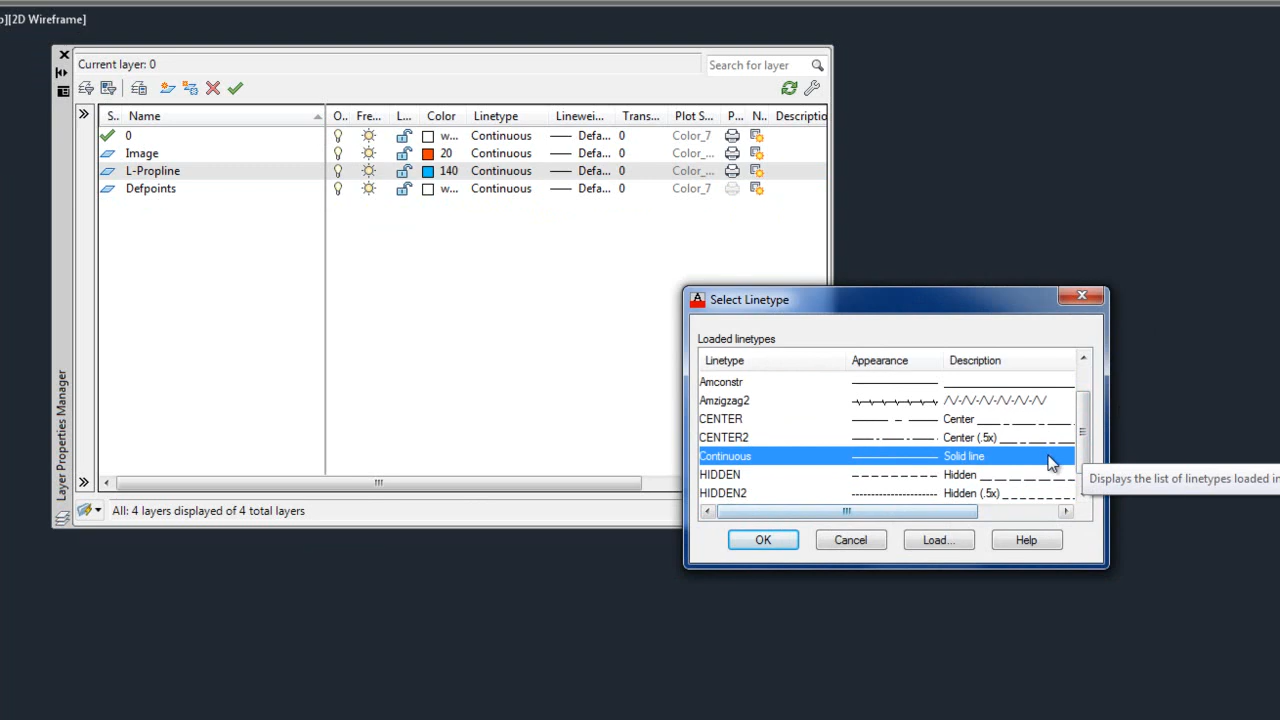 p][2D Wireframe]
Current layer: 0
Search for layer
S.. Name O.. Fre... L... Color Linetype Linewei... Trans... Plot S... P... N.. Descriptio
0 w... Continuous Defa... 0 Color_7
Image 20 Continuous Defa... 0 Color_...
L-Propline 140 Continuous Defa... 0 Color_...
Defpoints w... Continuous Defa... 0 Color_7
Layer Properties Manager
All: 4 layers displayed of 4 total layers
Select Linetype
Loaded linetypes
Linetype Appearance Description
Amconstr
Amzigzag2
CENTER Center
CENTER2 Center (.5x)
Continuous Solid line
HIDDEN Hidden
HIDDEN2 Hidden (.5x)
Displays the list of linetypes loaded in
OK Cancel Load... Help